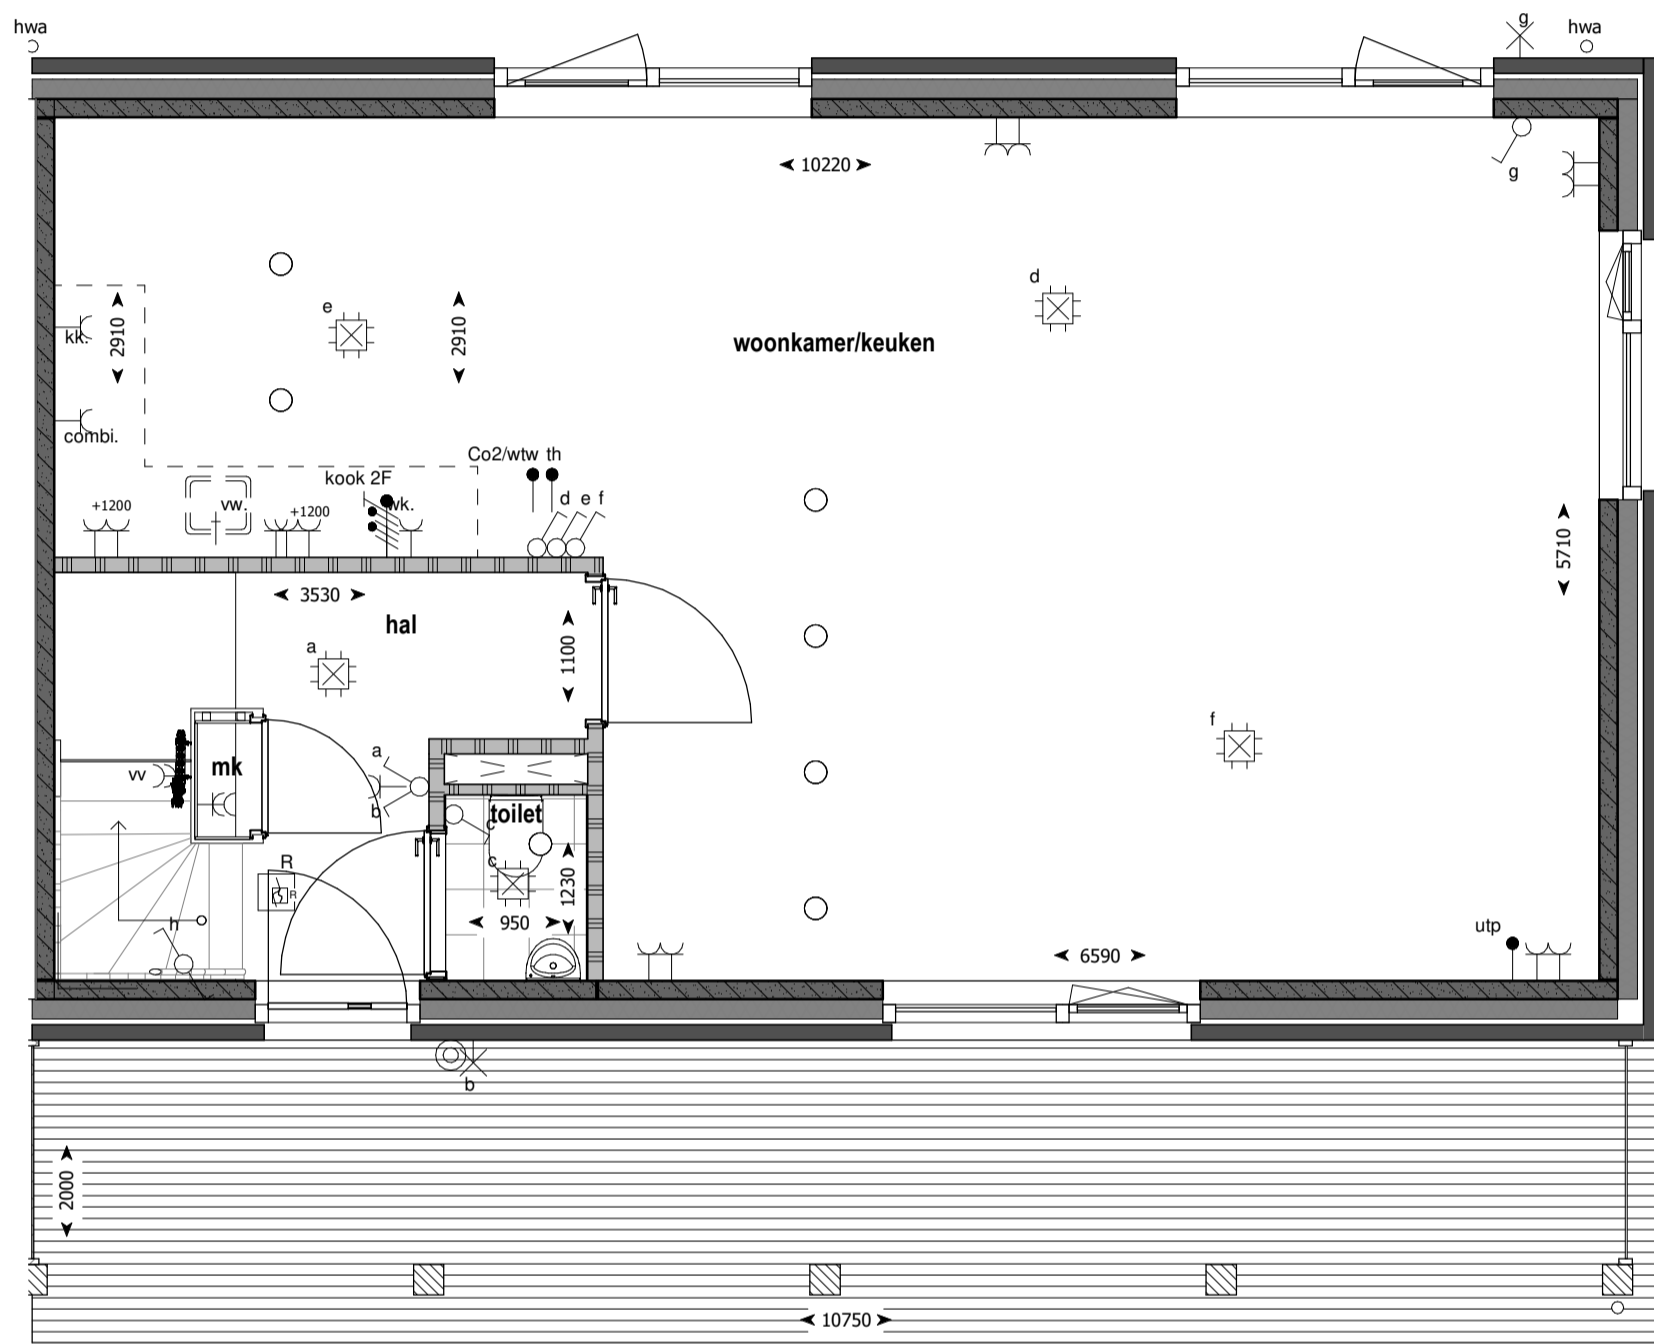 hwa
g
hwa
10220
g
d
e
2910
2910
kk.
woonkamer/keuken
combi.
Co2/wtw th
kook 2F
+1200
vw.
+1200
wk.
d e f
5710
3530
hal
1100
a
f
a
vv
mk
b
toilet
c
R
R
c
1230
950
h
utp
6590
b
2000
10750